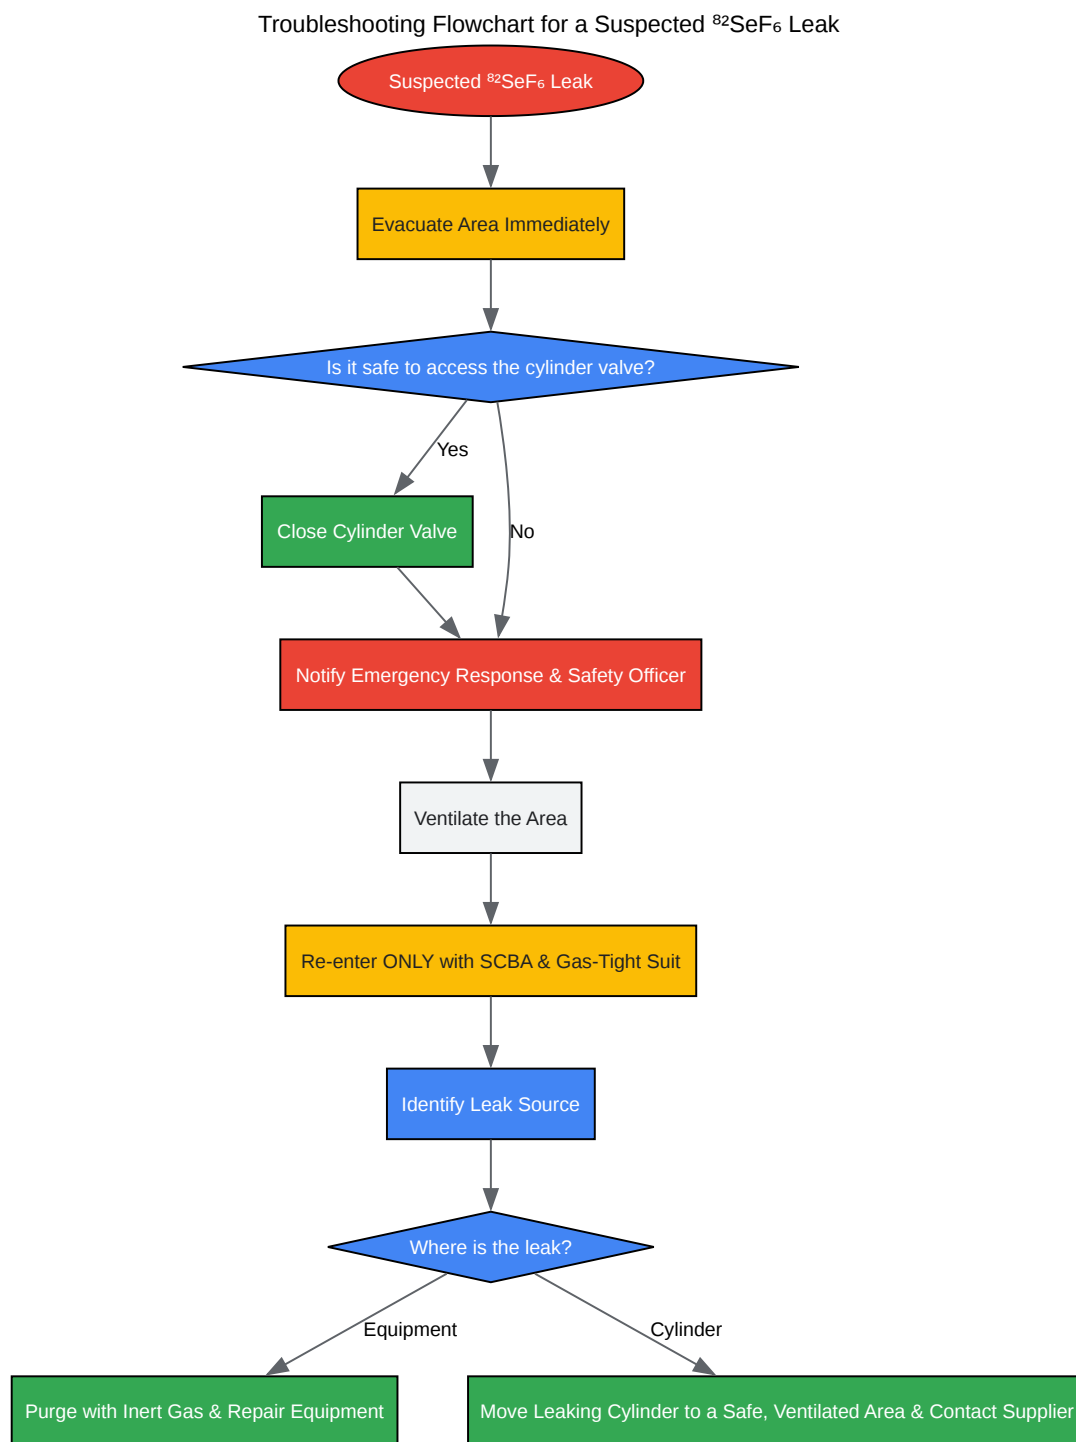 Troubleshooting Flowchart for a Suspected ⁸²SeF₆ Leak
Suspected ⁸²SeF₆ Leak
Evacuate Area Immediately
Is it safe to access the cylinder valve?
Yes
Close Cylinder Valve
No
Notify Emergency Response & Safety Officer
Ventilate the Area
Re-enter ONLY with SCBA & Gas-Tight Suit
Identify Leak Source
Where is the leak?
Equipment
Cylinder
Purge with Inert Gas & Repair Equipment
Move Leaking Cylinder to a Safe, Ventilated Area & Contact Supplier